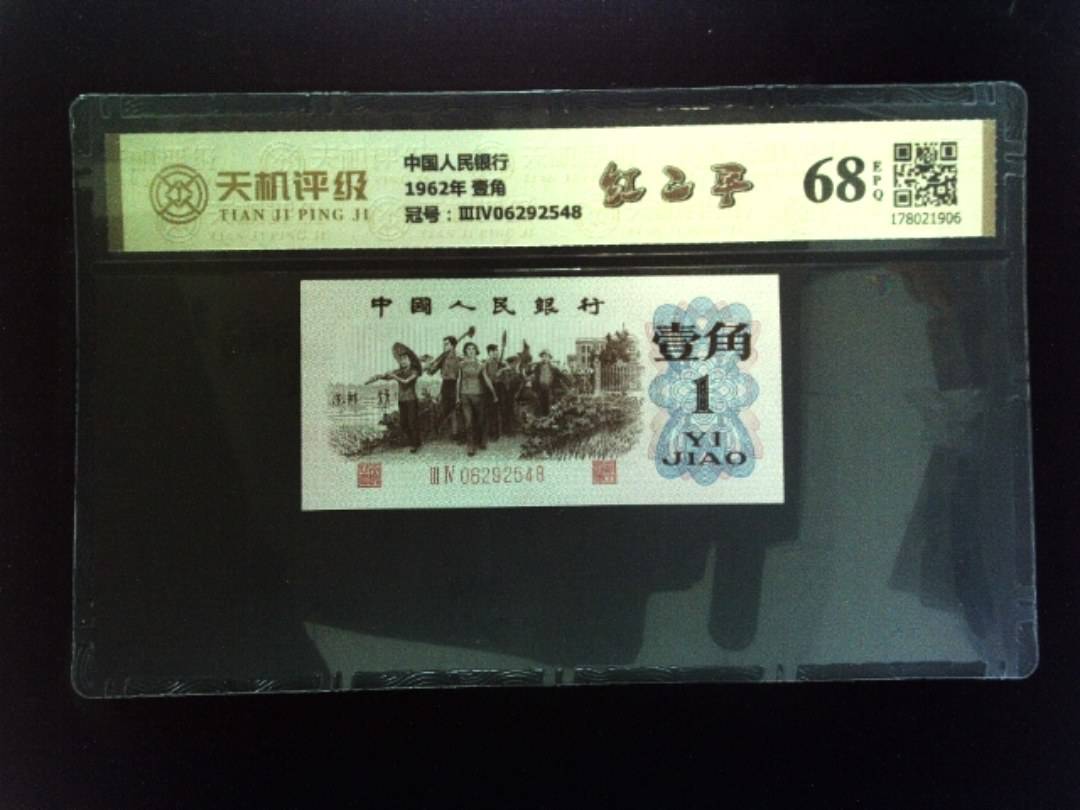 天机评级
TIAN JI PING JI
中国人民银行
1962年 壹角
冠号：ⅢⅣ06292548
红二平
68
EPQ
178021906
中國人民銀行
壹角
1
YI
JIAO
ⅢⅣ06292548